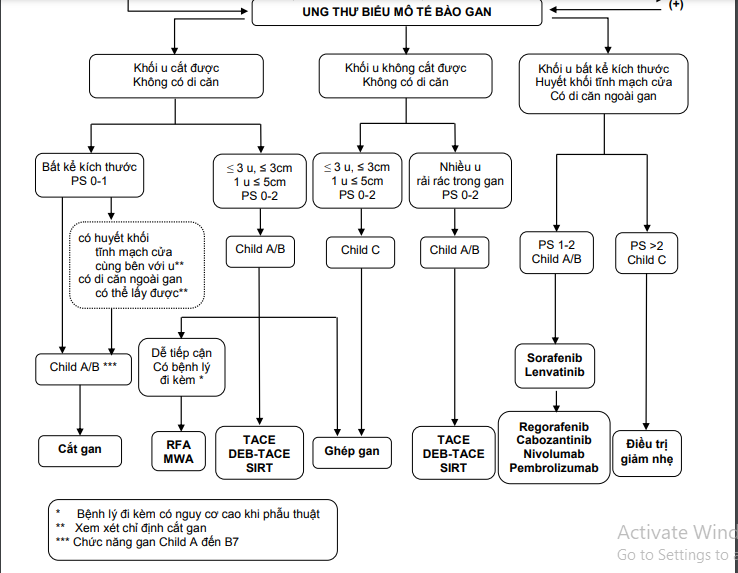 (+)
UNG THƯ BIỂU MÔ TẾ BÀO GAN
Khối u cắt được
Không có di căn
Khối u không cắt được
Không có di căn
Khối u bất kể kích thước
Huyết khối tĩnh mạch cửa
Có di căn ngoài gan
Bất kể kích thước
PS 0-1
≤ 3 u, ≤ 3cm
1 u ≤ 5cm
PS 0-2
≤ 3 u, ≤ 3cm
1 u ≤ 5cm
PS 0-2
Nhiều u
rải rác trong gan
PS 0-2
có huyết khối
tĩnh mạch cửa
cùng bên với u**
có di căn ngoài gan
có thể lấy được**
Child A/B
Child C
Child A/B
PS 1-2
Child A/B
PS >2
Child C
Child A/B ***
Dễ tiếp cận
Có bệnh lý
đi kèm *
Sorafenib
Lenvatinib
Cắt gan
RFA
MWA
TACE
DEB-TACE
SIRT
Ghép gan
TACE
DEB-TACE
SIRT
Regorafenib
Cabozantinib
Nivolumab
Pembrolizumab
Điều trị
giảm nhẹ
* Bệnh lý đi kèm có nguy cơ cao khi phẫu thuật
** Xem xét chỉ định cắt gan
*** Chức năng gan Child A đến B7
Activate Wind
Go to Settings to a